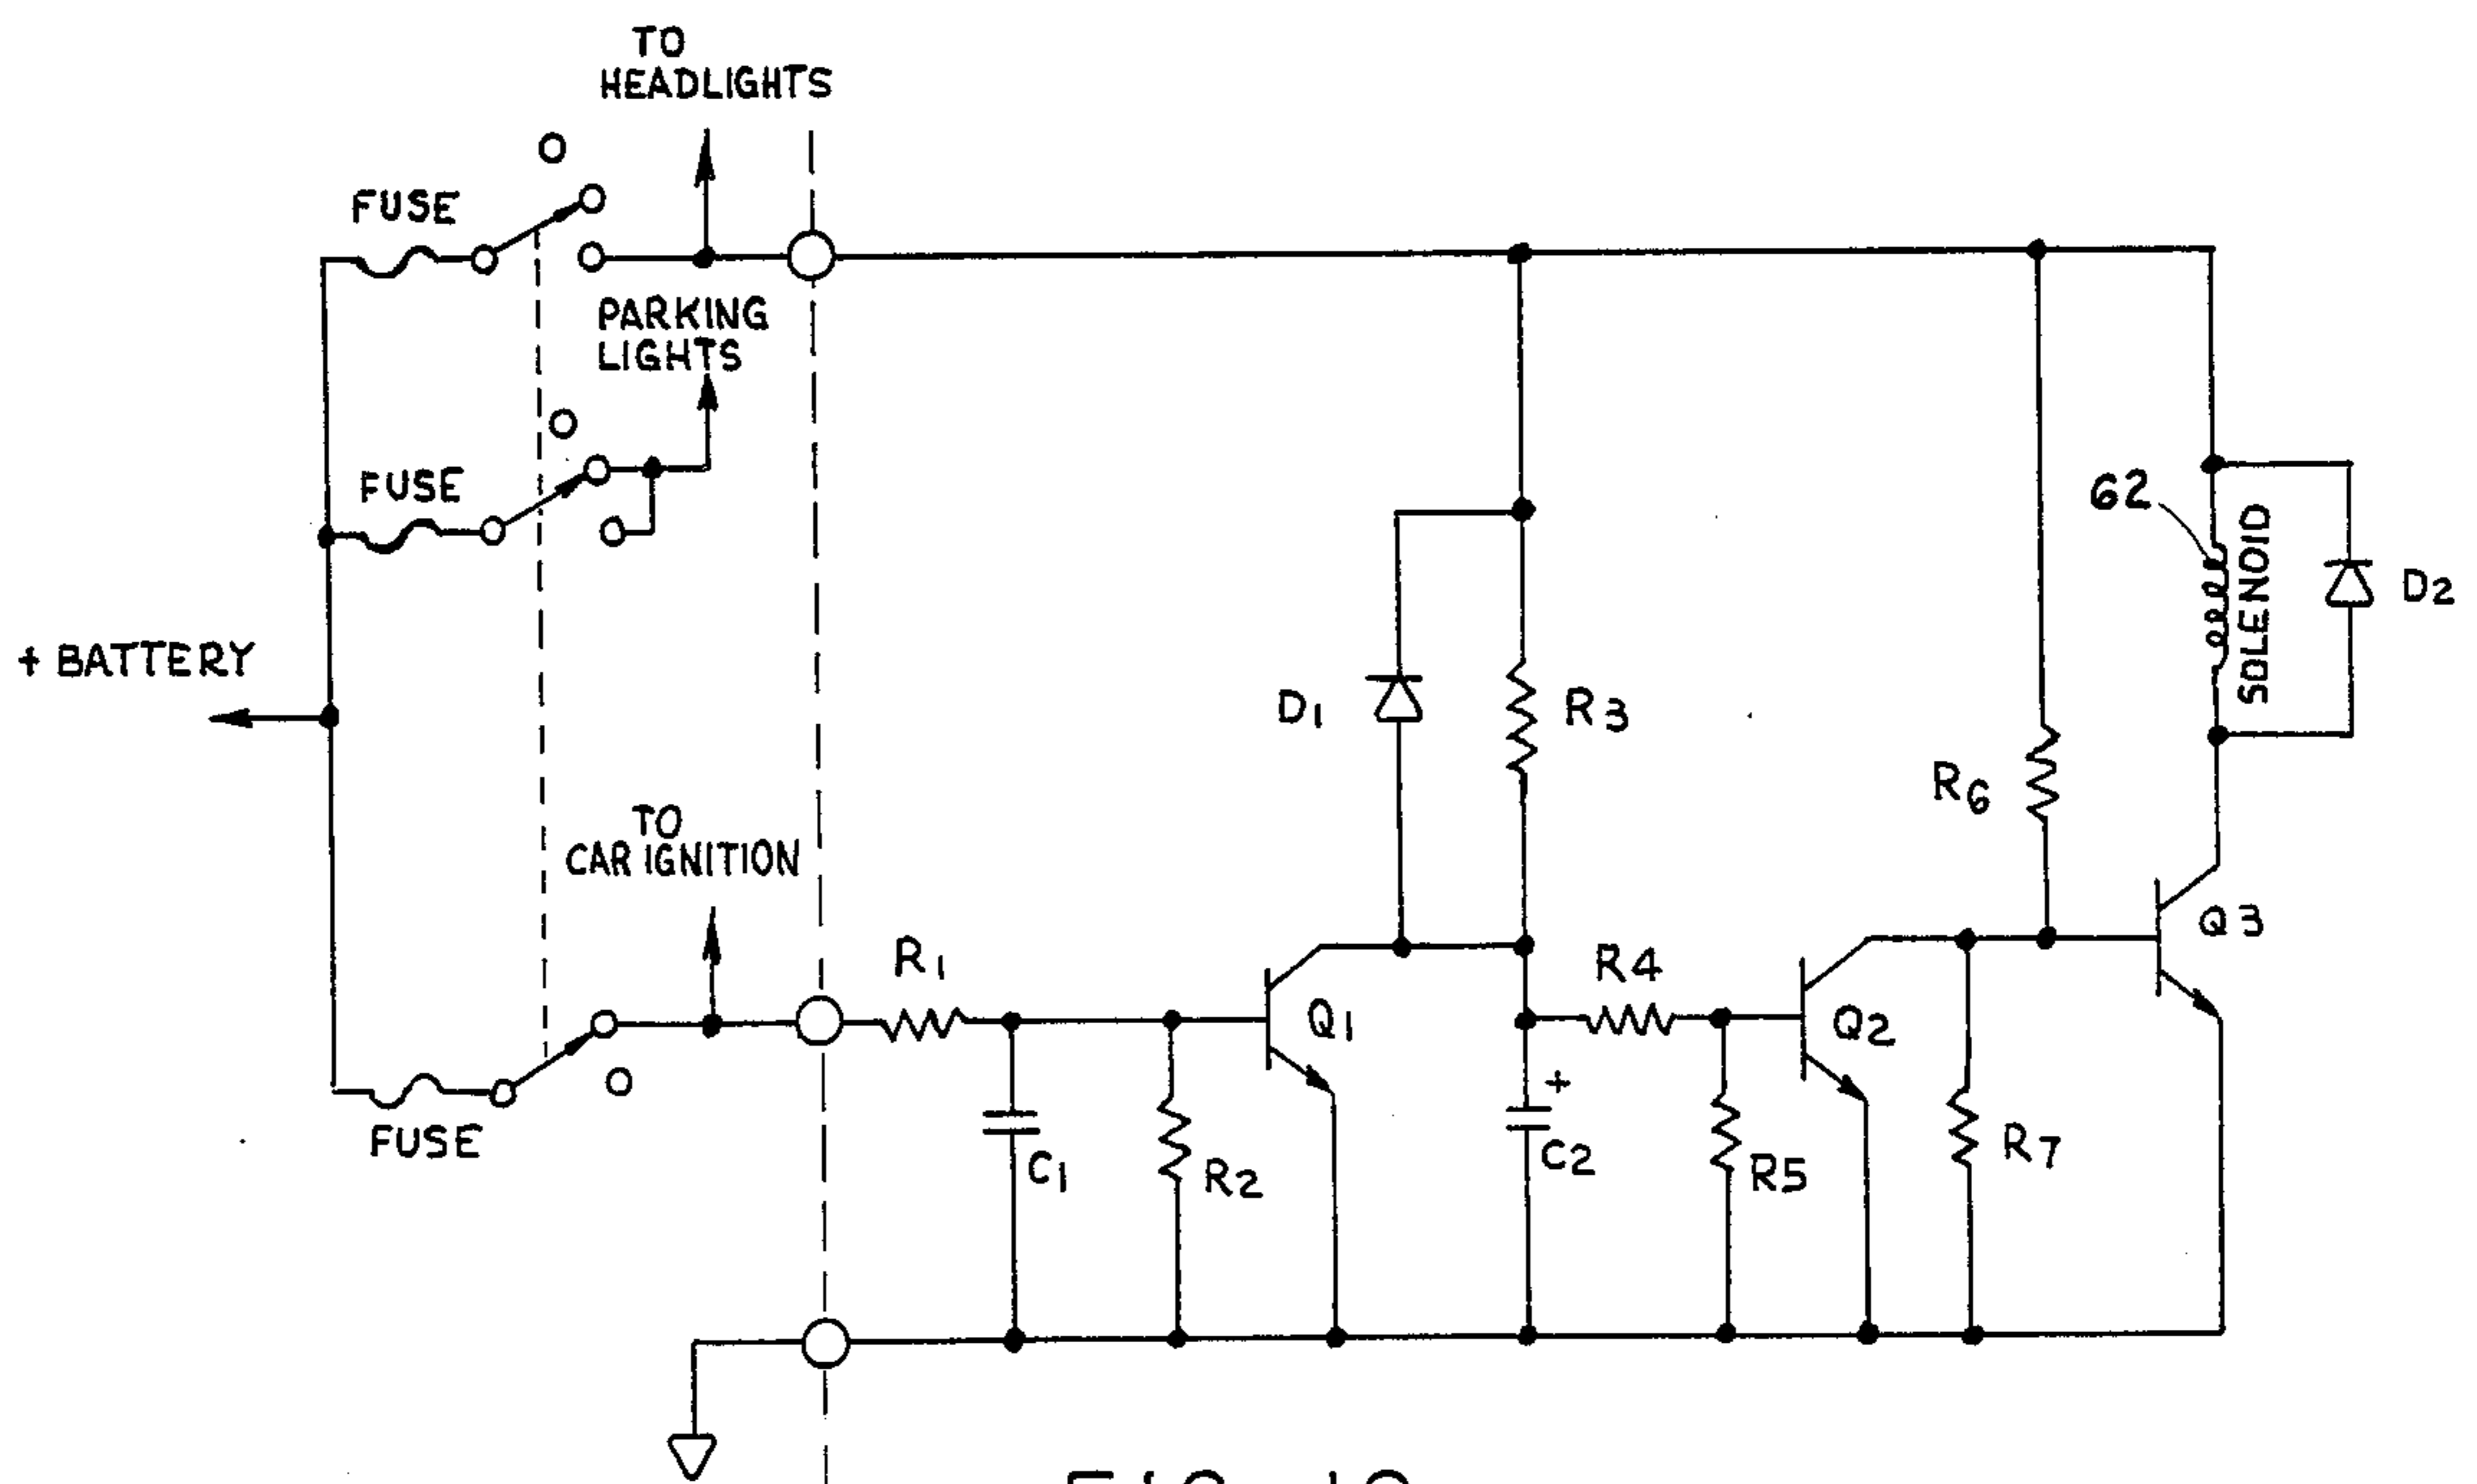 TO
HEADLIGHTS
FUSE
PARKING
LIGHTS
FUSE
62
SOLENOID
D2
+ BATTERY
D1
R3
R6
TO
CAR IGNITION
R1
Q1
R4
Q2
Q3
FUSE
C1
R2
+
C2
R5
R7